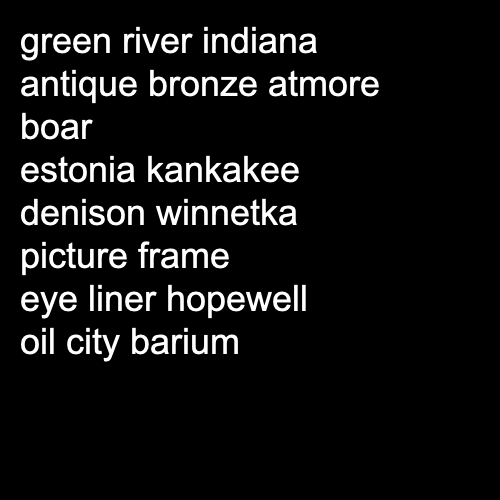 green river indiana
antique bronze atmore
boar
estonia kankakee
denison winnetka
picture frame
eye liner hopewell
oil city barium